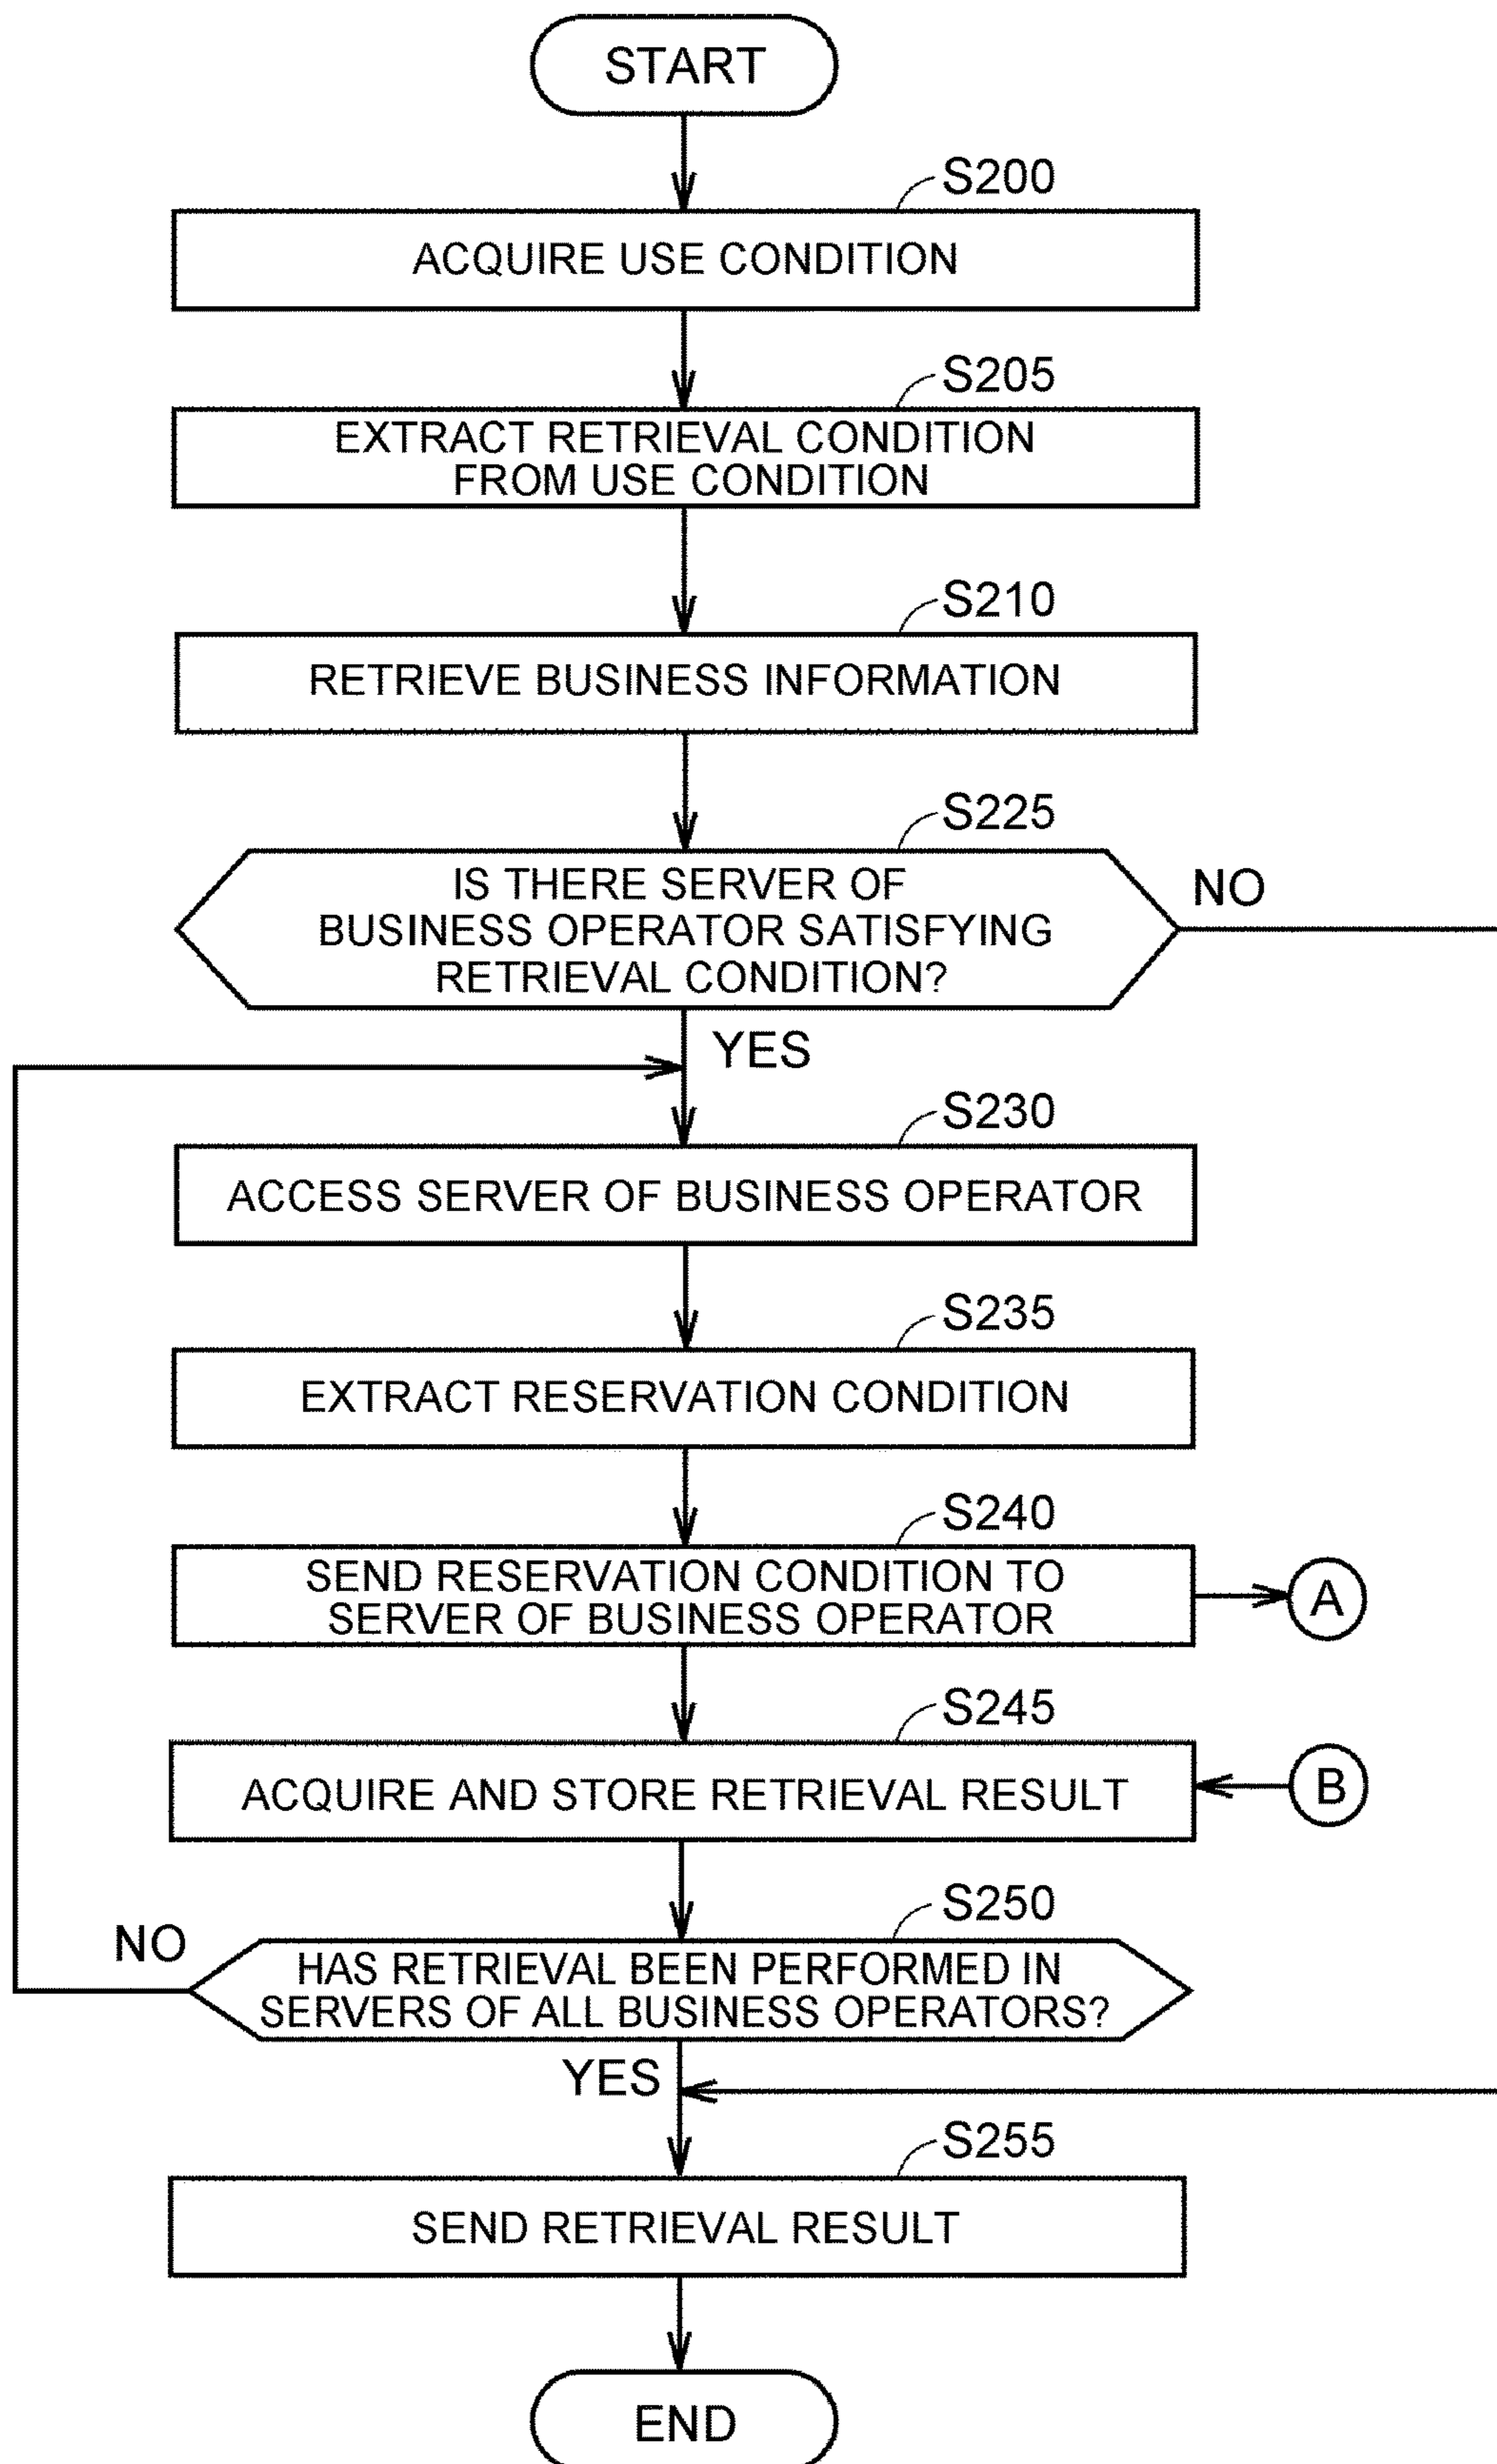 START
S200
ACQUIRE USE CONDITION
S205
EXTRACT RETRIEVAL CONDITION
FROM USE CONDITION
S210
RETRIEVE BUSINESS INFORMATION
S225
IS THERE SERVER OF
BUSINESS OPERATOR SATISFYING
RETRIEVAL CONDITION?
NO
YES
S230
ACCESS SERVER OF BUSINESS OPERATOR
S235
EXTRACT RESERVATION CONDITION
S240
SEND RESERVATION CONDITION TO
SERVER OF BUSINESS OPERATOR
A
S245
ACQUIRE AND STORE RETRIEVAL RESULT
B
S250
NO
HAS RETRIEVAL BEEN PERFORMED IN
SERVERS OF ALL BUSINESS OPERATORS?
YES
S255
SEND RETRIEVAL RESULT
END